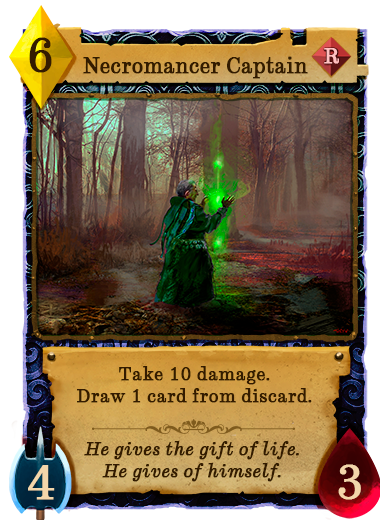 6
Necromancer Captain
R
Take 10 damage.
Draw 1 card from discard.
He gives the gift of life.
He gives of himself.
4
3